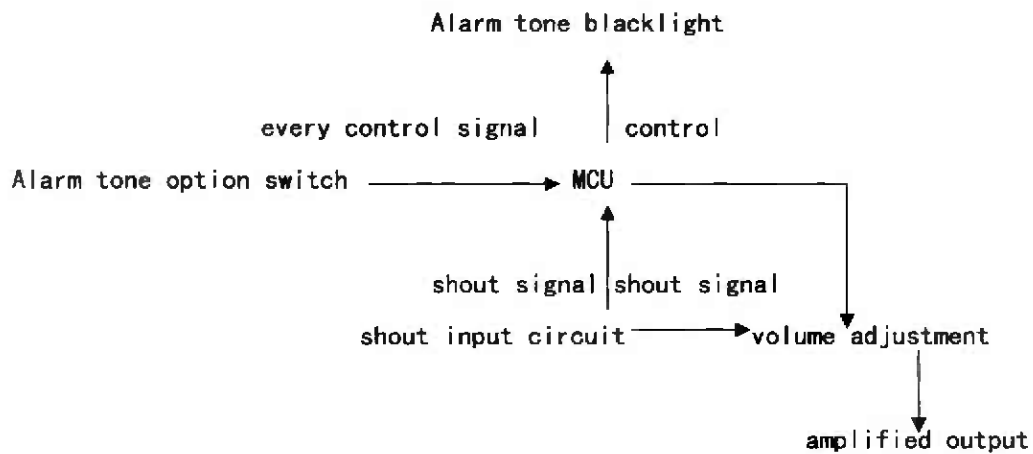 Alarm tone blacklight
every control signal control
Alarm tone option switch MCU
shout signal shout signal
shout input circuit volume adjustment
amplified output